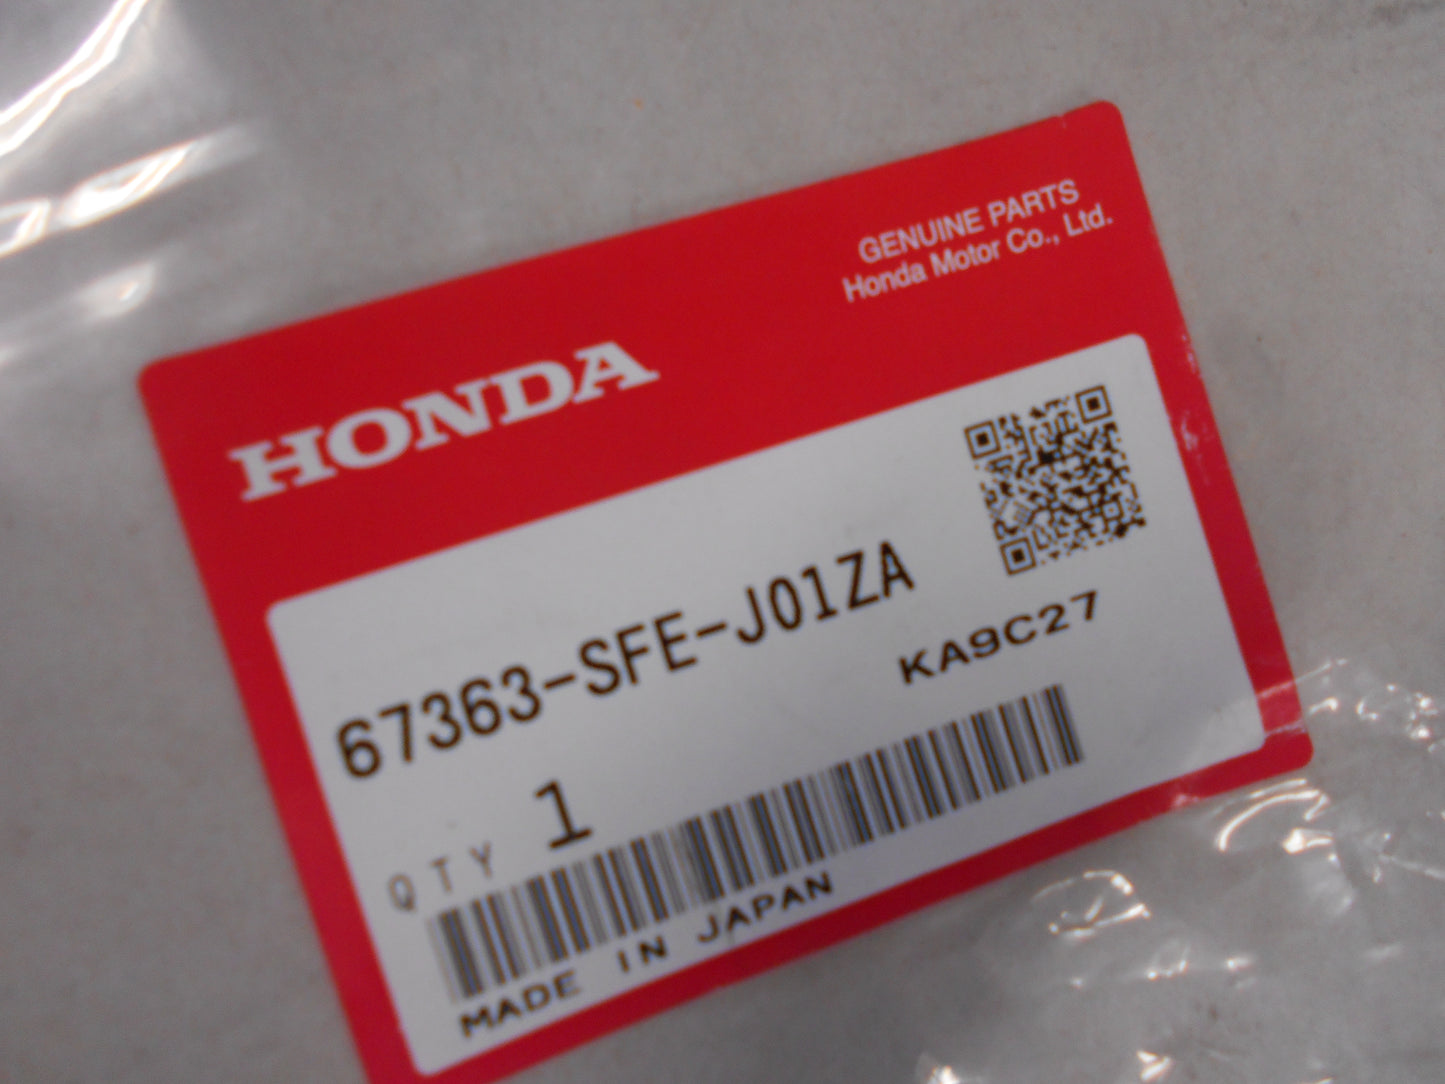 GENUINE PARTS
Honda Motor Co., Ltd.
HONDA
67363-SFE-J01ZA
KA9C27
QTY 1
MADE IN JAPAN